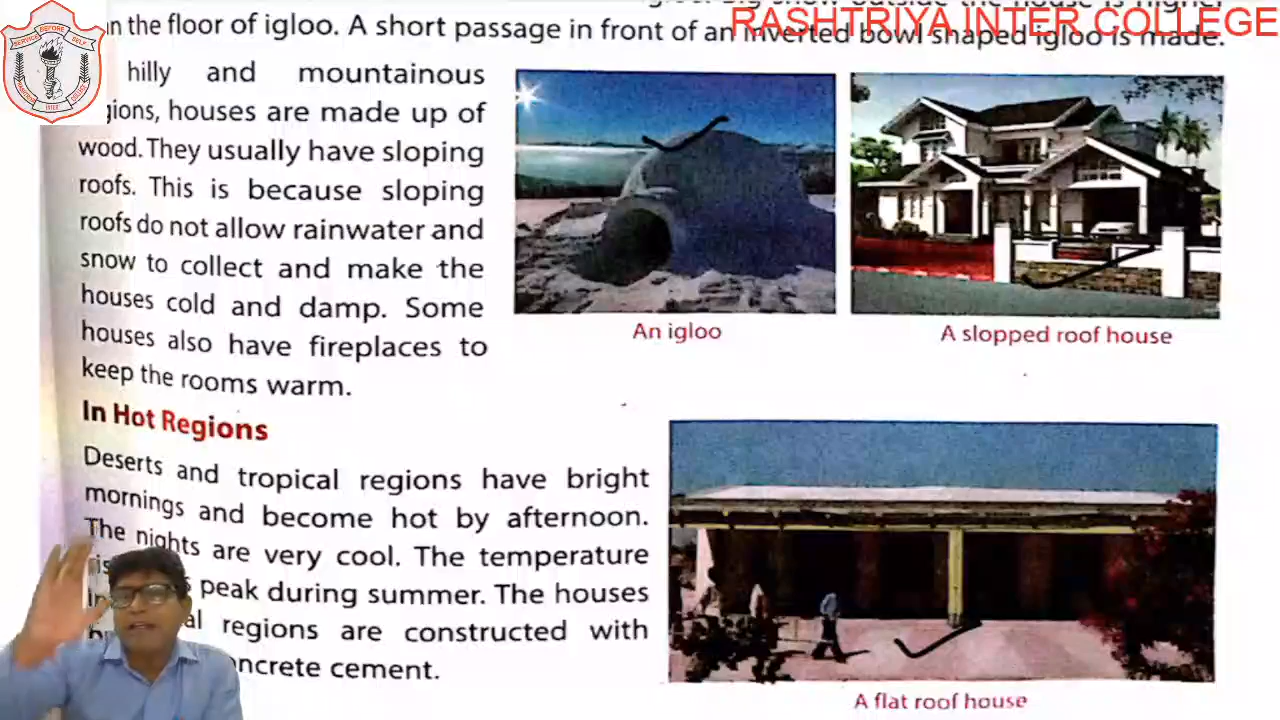 RASHTRIYA INTER COLLEGE
the floor of igloo. A short passage in front of an inverted bowl shaped igloo is made.
hilly and mountainous
regions, houses are made up of
wood. They usually have sloping
roofs. This is because sloping
roofs do not allow rainwater and
snow to collect and make the
houses cold and damp. Some
houses also have fireplaces to
keep the rooms warm.
An igloo
A slopped roof house
In Hot Regions
Deserts and tropical regions have bright
mornings and become hot by afternoon.
The nights are very cool. The temperature
peak during summer. The houses
regions are constructed with
concrete cement.
A flat roof house
SERVICE BEFORE SELF